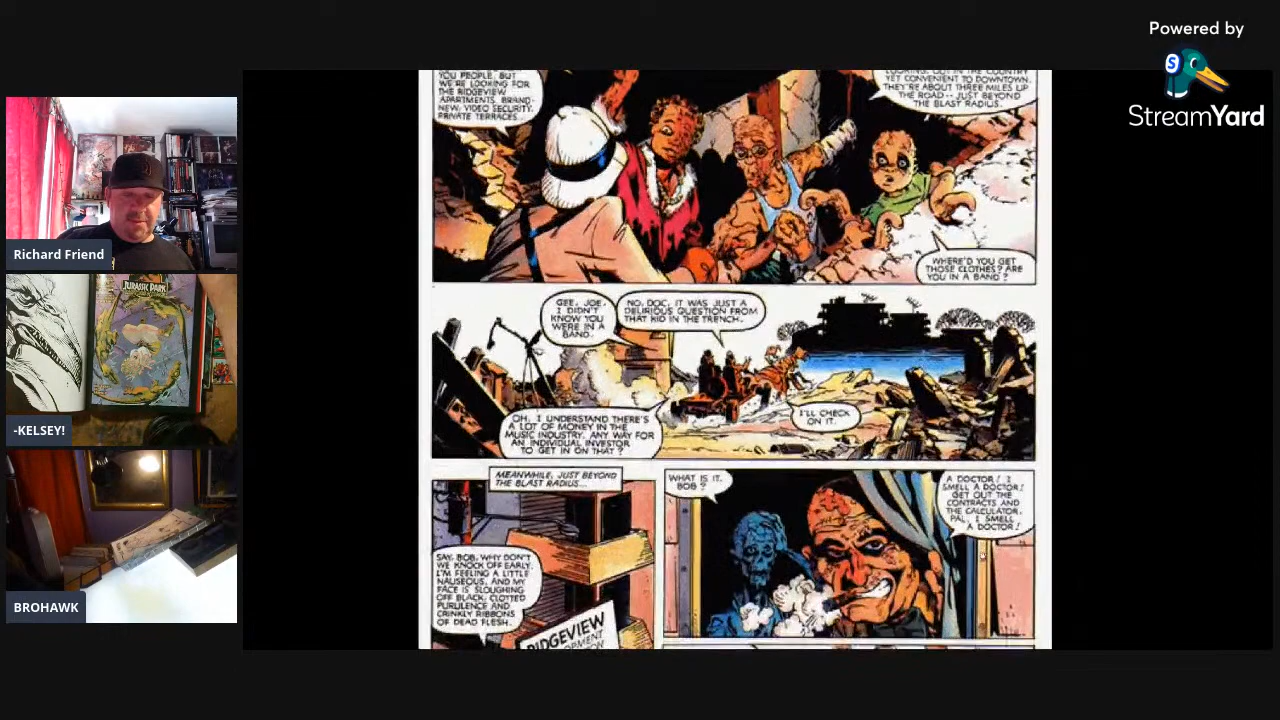 Powered by
StreamYard
Richard Friend
JURASSIC PARK
-KELSEY!
BROHAWK
YOU PEOPLE, BUT
WE'RE LOOKING FOR
THE RIDGEVIEW
APARTMENTS. BRAND-
NEW, VIDEO SECURITY,
PRIVATE TERRACES...
LOOKING. OUT IN THE COUNTRY
YET CONVENIENT TO DOWNTOWN.
THEY'RE ABOUT THREE MILES UP
THE ROAD -- JUST BEYOND
THE BLAST RADIUS.
WHERE'D YOU GET
THOSE CLOTHES? ARE
YOU IN A BAND?
GEE, JOE,
I DIDN'T
KNOW YOU
WERE IN A
BAND.
NO, DOC, IT WAS JUST A
DELIRIOUS QUESTION FROM
THAT KID IN THE TRENCH.
OH. I UNDERSTAND THERE'S
A LOT OF MONEY IN THE
MUSIC INDUSTRY. ANY WAY FOR
AN INDIVIDUAL INVESTOR
TO GET IN ON THAT?
I'LL CHECK
ON IT.
MEANWHILE, JUST BEYOND
THE BLAST RADIUS...
SAY, BOB, WHY DON'T
WE KNOCK OFF EARLY.
I'M FEELING A LITTLE
NAUSEOUS, AND MY
FACE IS SLOUGHING
OFF BLACK, CLOTTED
PURULENCE AND
CRINKLY RIBBONS
OF DEAD FLESH.
RIDGEVIEW
WHAT IS IT,
BOB?
A DOCTOR! I
SMELL A DOCTOR!
GET OUT THE
CONTRACTS AND
THE CALCULATOR,
PAL. I SMELL
A DOCTOR!